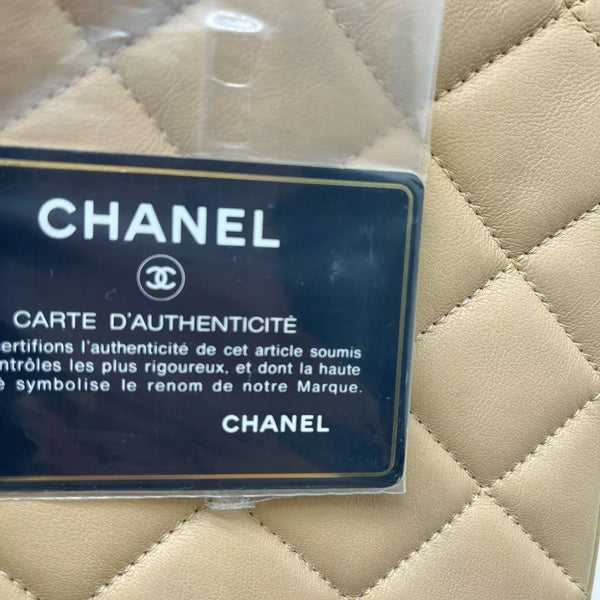 CHANEL
CARTE D'AUTHENTICITÉ
ertifions l'authenticité de cet article soumis
ntrôles les plus rigoureux, et dont la haute
é symbolise le renom de notre Marque.
CHANEL